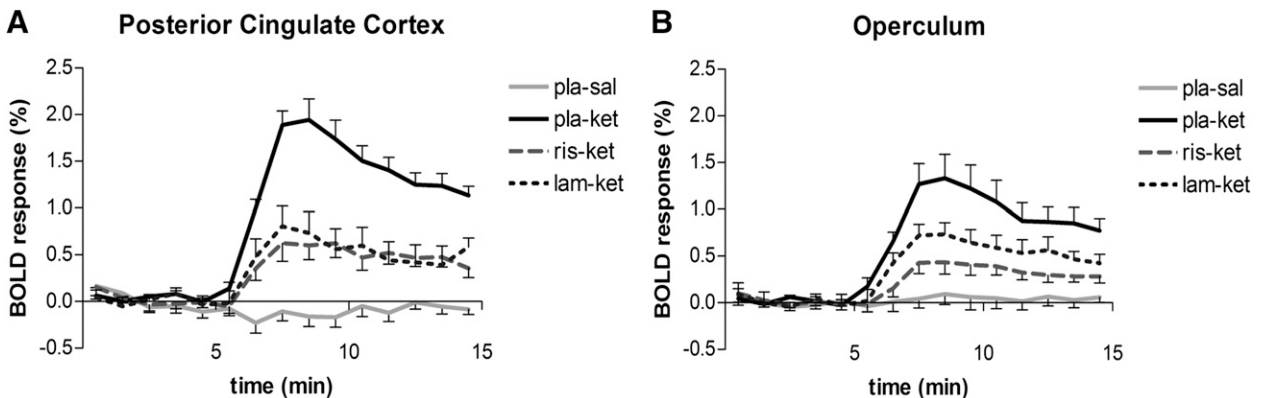 A
Posterior Cingulate Cortex
BOLD response (%)
2.5
2.0
1.5
1.0
0.5
0.0
-0.5
5
10
15
time (min)
pla-sal
pla-ket
ris-ket
lam-ket
B
Operculum
BOLD response (%)
2.5
2.0
1.5
1.0
0.5
0.0
-0.5
5
10
15
time (min)
pla-sal
pla-ket
ris-ket
lam-ket